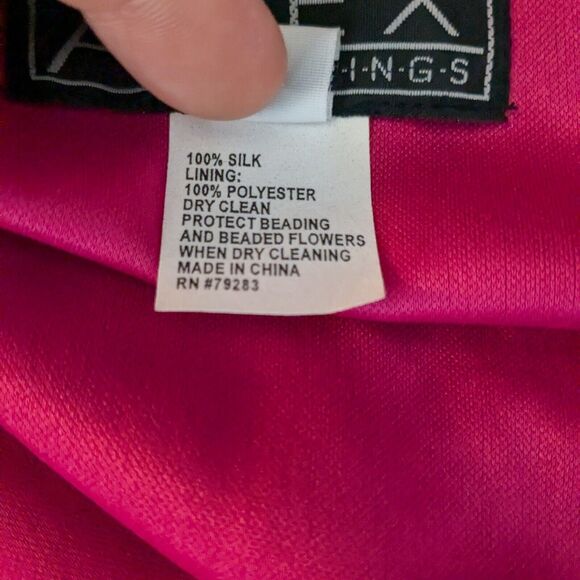 X
I·N·G·S
100% SILK
LINING:
100% POLYESTER
DRY CLEAN
PROTECT BEADING
AND BEADED FLOWERS
WHEN DRY CLEANING
MADE IN CHINA
RN #79283